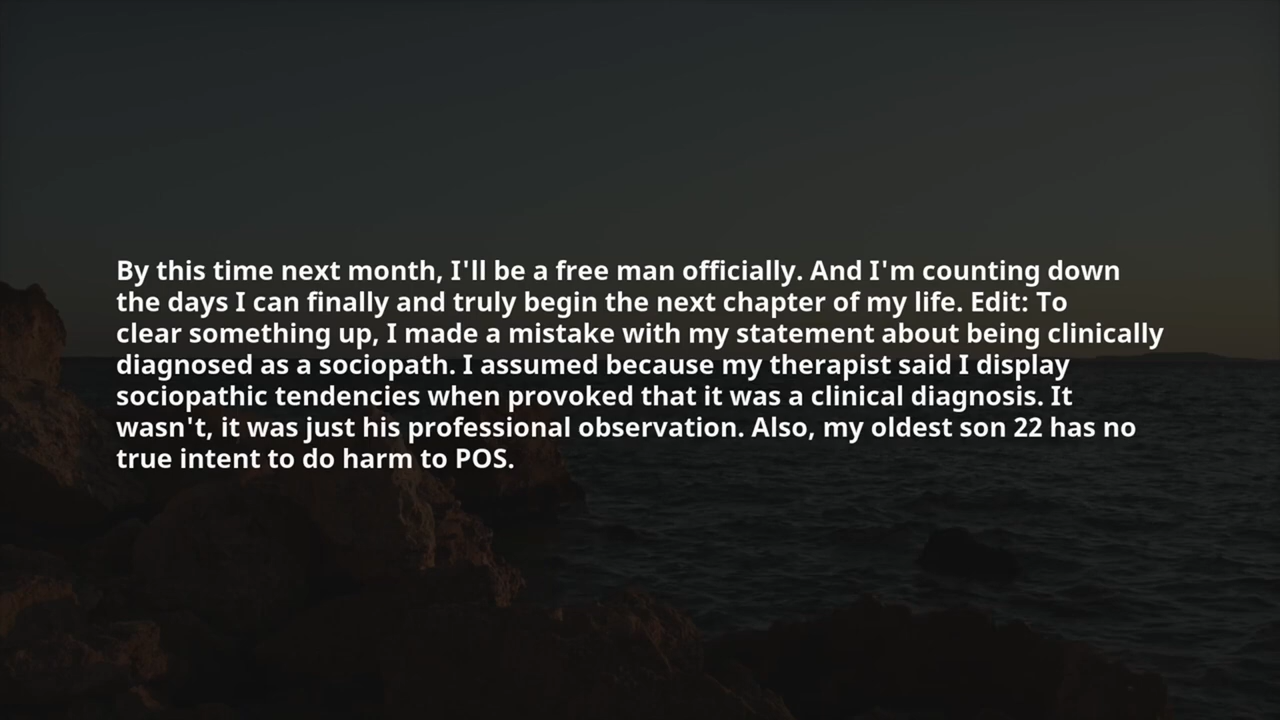 By this time next month, I'll be a free man officially. And I'm counting down
the days I can finally and truly begin the next chapter of my life. Edit: To
clear something up, I made a mistake with my statement about being clinically
diagnosed as a sociopath. I assumed because my therapist said I display
sociopathic tendencies when provoked that it was a clinical diagnosis. It
wasn't, it was just his professional observation. Also, my oldest son 22 has no
true intent to do harm to POS.